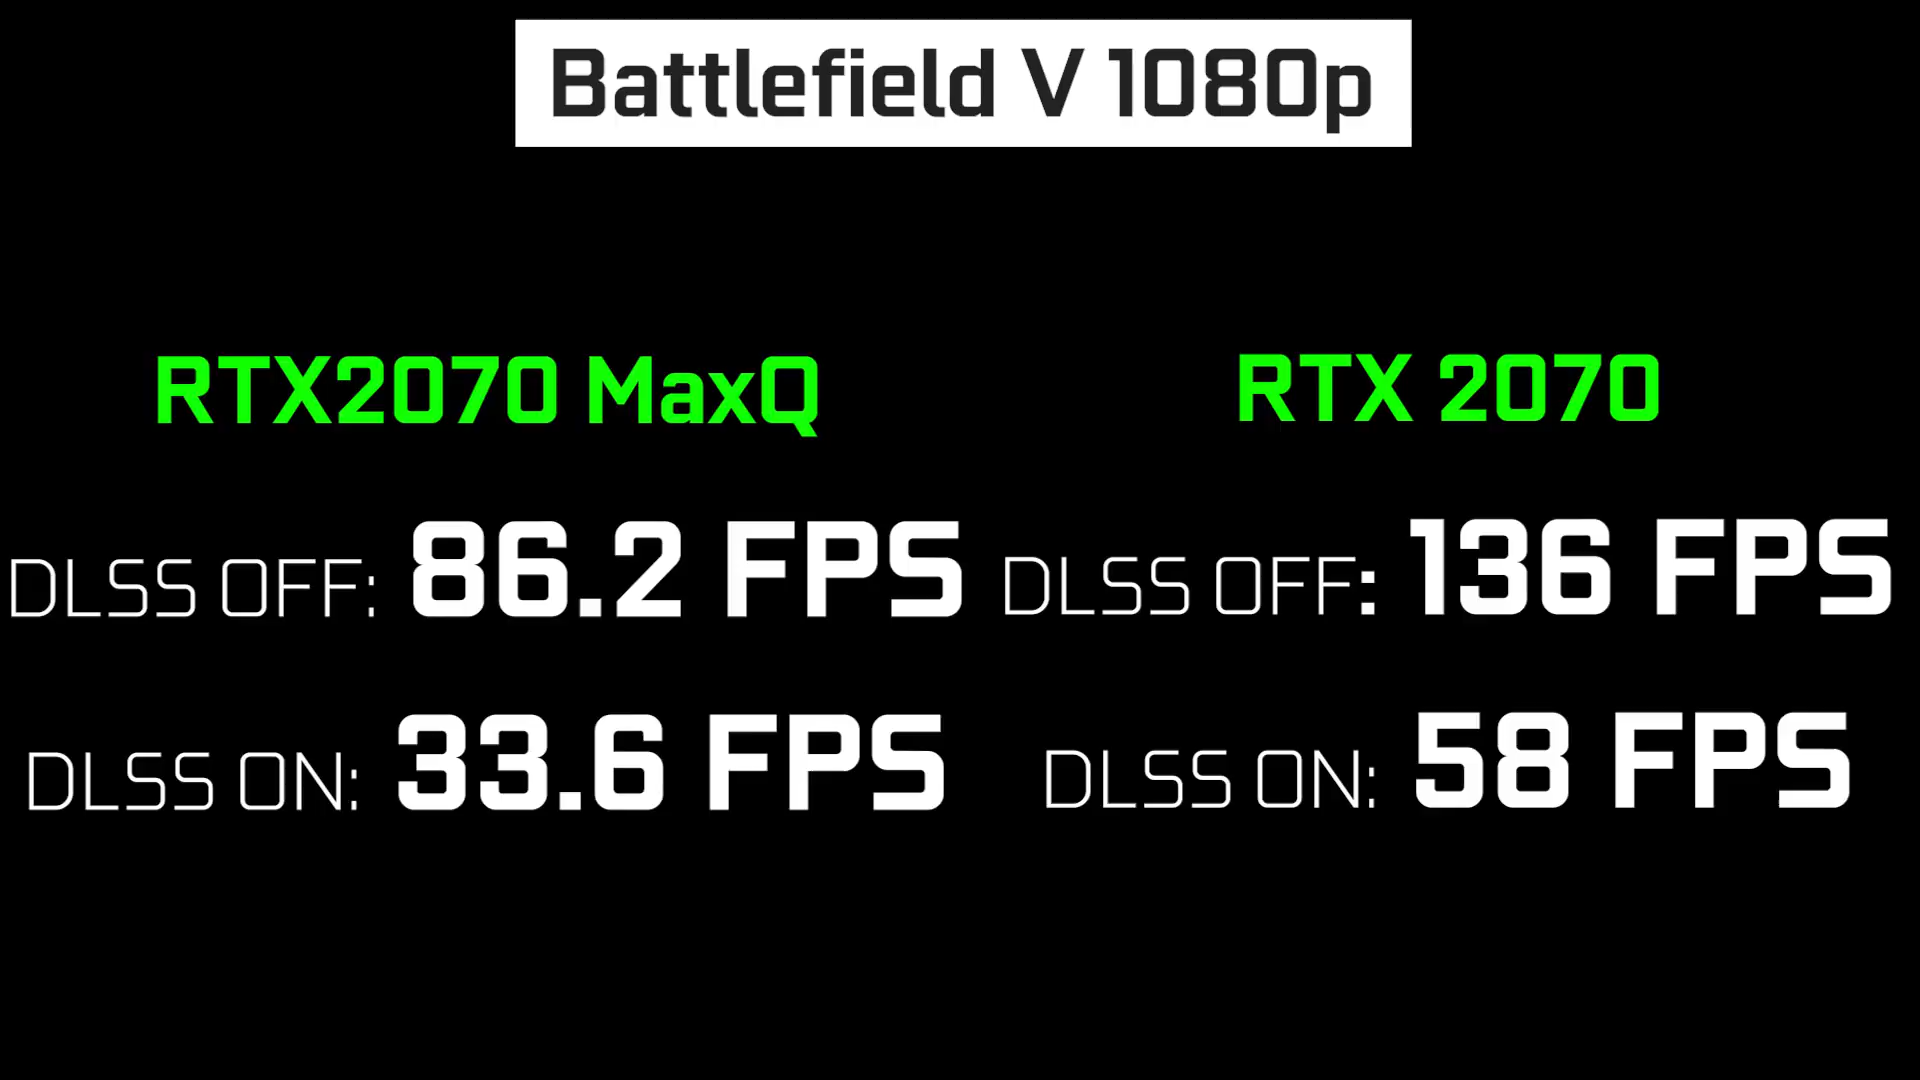 Battlefield V 1080p
RTX2070 MaxQ
DLSS OFF: 86.2 FPS
DLSS ON: 33.6 FPS
RTX 2070
DLSS OFF: 136 FPS
DLSS ON: 58 FPS